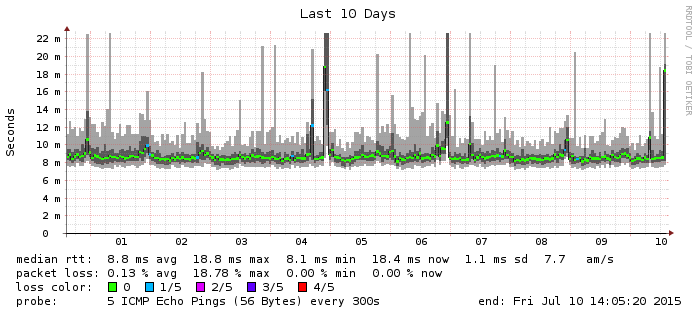 Last 10 Days
RRDTOOL / TOBI OETIKER
Seconds
22 m
20 m
18 m
16 m
14 m
12 m
10 m
8 m
6 m
4 m
2 m
0
01 02 03 04 05 06 07 08 09 10
median rtt: 8.8 ms avg 18.8 ms max 8.1 ms min 18.4 ms now 1.1 ms sd 7.7 am/s
packet loss: 0.13 % avg 18.78 % max 0.00 % min 0.00 % now
loss color: 0 1/5 2/5 3/5 4/5
probe: 5 ICMP Echo Pings (56 Bytes) every 300s end: Fri Jul 10 14:05:20 2015